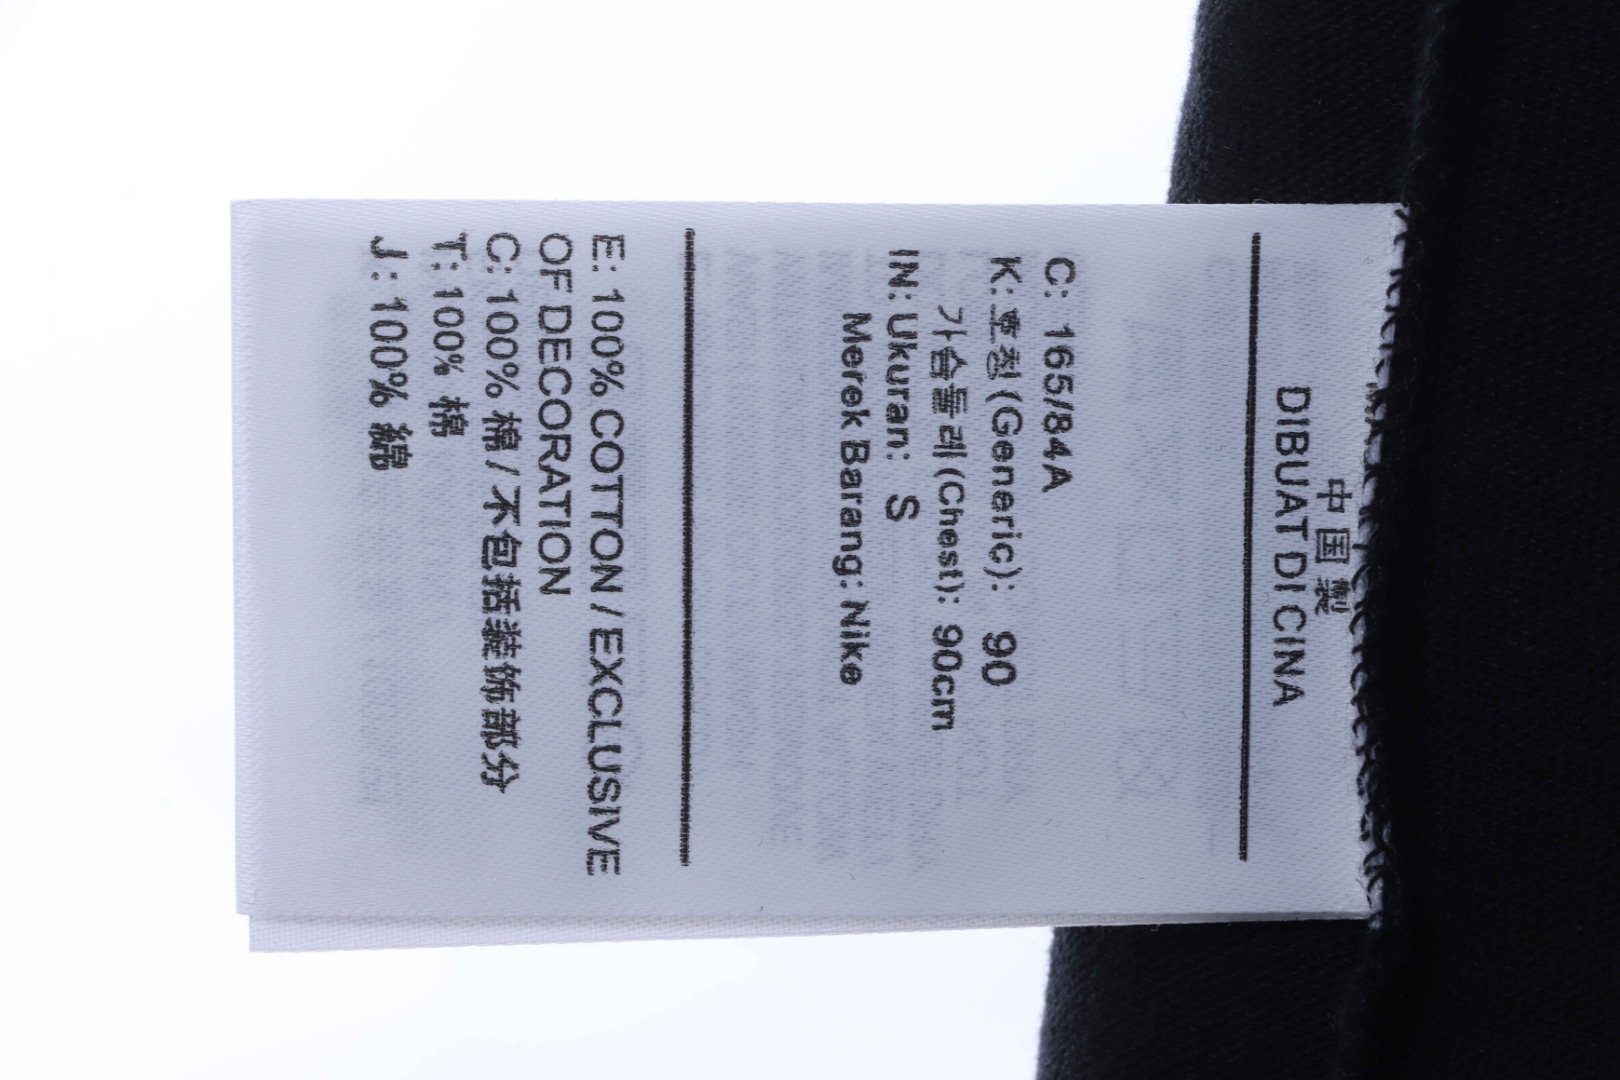 中国製
DIBUAT DI CINA
C: 165/84A
K: 호칭(Generic): 90
가슴둘레(Chest): 90cm
IN: Ukuran: S
Merek Barang: Nike
E: 100% COTTON / EXCLUSIVE
OF DECORATION
C: 100% 棉 / 不包括装饰部分
T: 100% 棉
J: 100% 綿